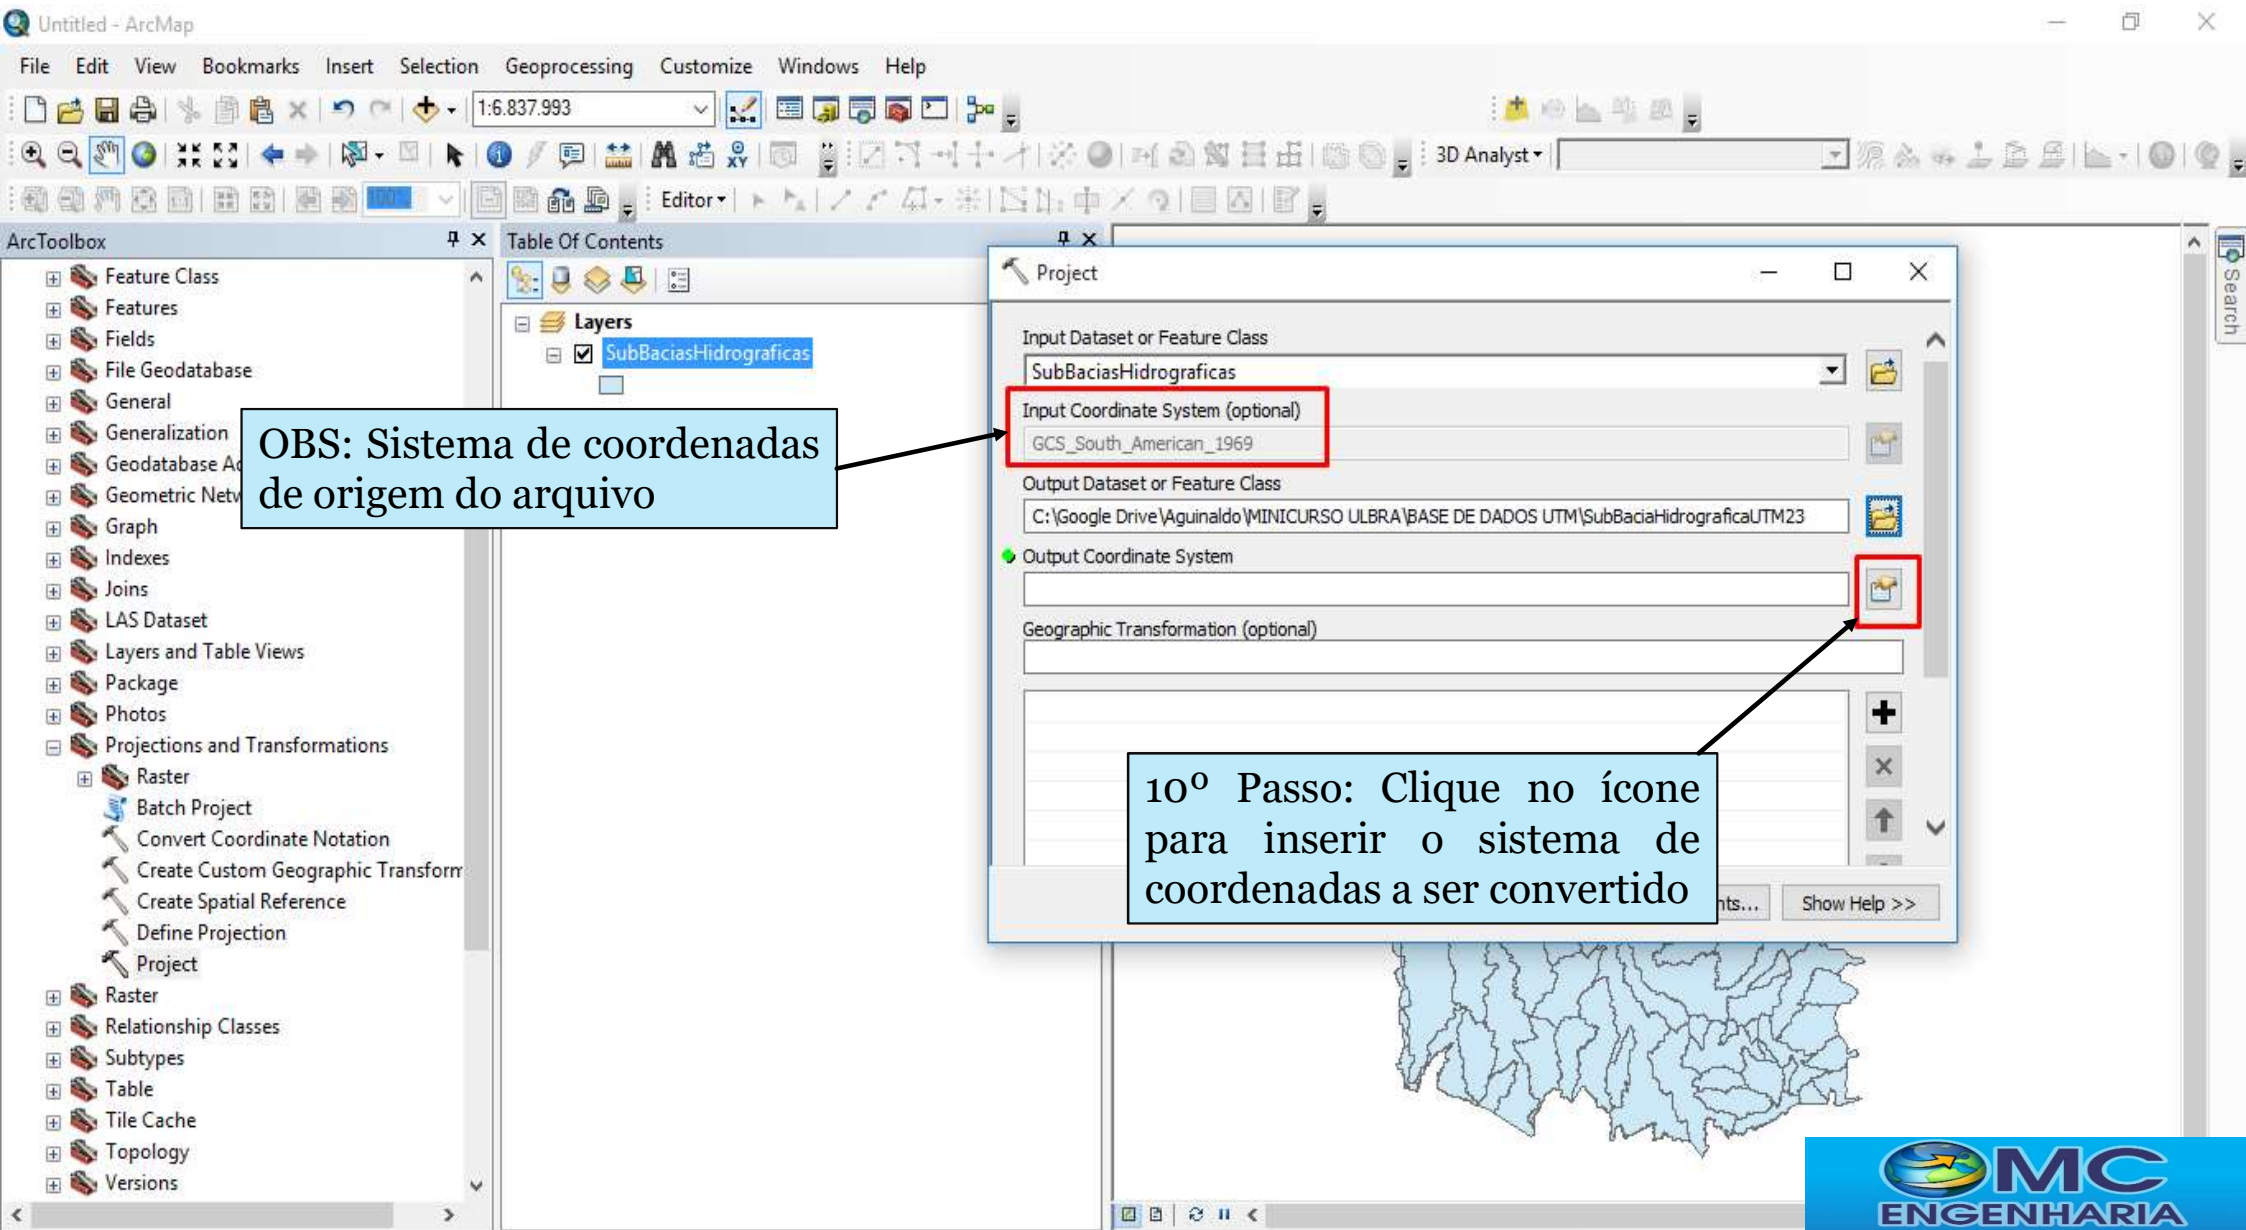 Untitled - ArcMap
File Edit View Bookmarks Insert Selection Geoprocessing Customize Windows Help
1:6.837.993
3D Analyst
100%
Editor
ArcToolbox
Feature Class
Features
Fields
File Geodatabase
General
Generalization
Geodatabase
Geometric
Graph
Indexes
Joins
LAS Dataset
Layers and Table Views
Package
Photos
Projections and Transformations
Raster
Batch Project
Convert Coordinate Notation
Create Custom Geographic Transform
Create Spatial Reference
Define Projection
Project
Raster
Relationship Classes
Subtypes
Table
Tile Cache
Topology
Versions
Table Of Contents
Layers
SubBaciasHidrograficas
OBS: Sistema de coordenadas
de origem do arquivo
Project
Input Dataset or Feature Class
SubBaciasHidrograficas
Input Coordinate System (optional)
GCS_South_American_1969
Output Dataset or Feature Class
C:\Google Drive\Aguinaldo\MINICURSO ULBRA\BASE DE DADOS UTM\SubBaciaHidrograficaUTM23
Output Coordinate System
Geographic Transformation (optional)
10º Passo: Clique no ícone
para inserir o sistema de
coordenadas a ser convertido
Show Help >>
Search
MC
ENGENHARIA